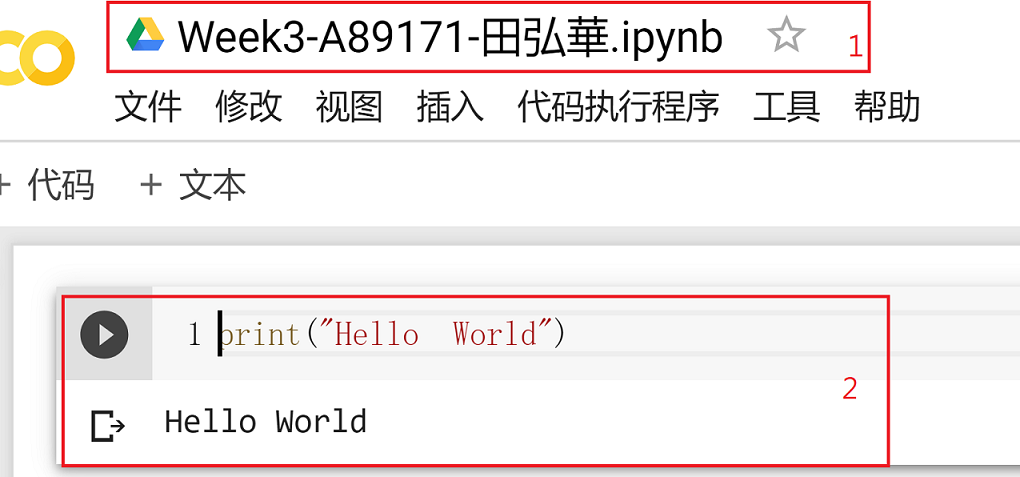 Week3-A89171-田弘華.ipynb 1
文件 修改 视图 插入 代码执行程序 工具 帮助
+ 代码 + 文本
1 print("Hello World")
2
Hello World